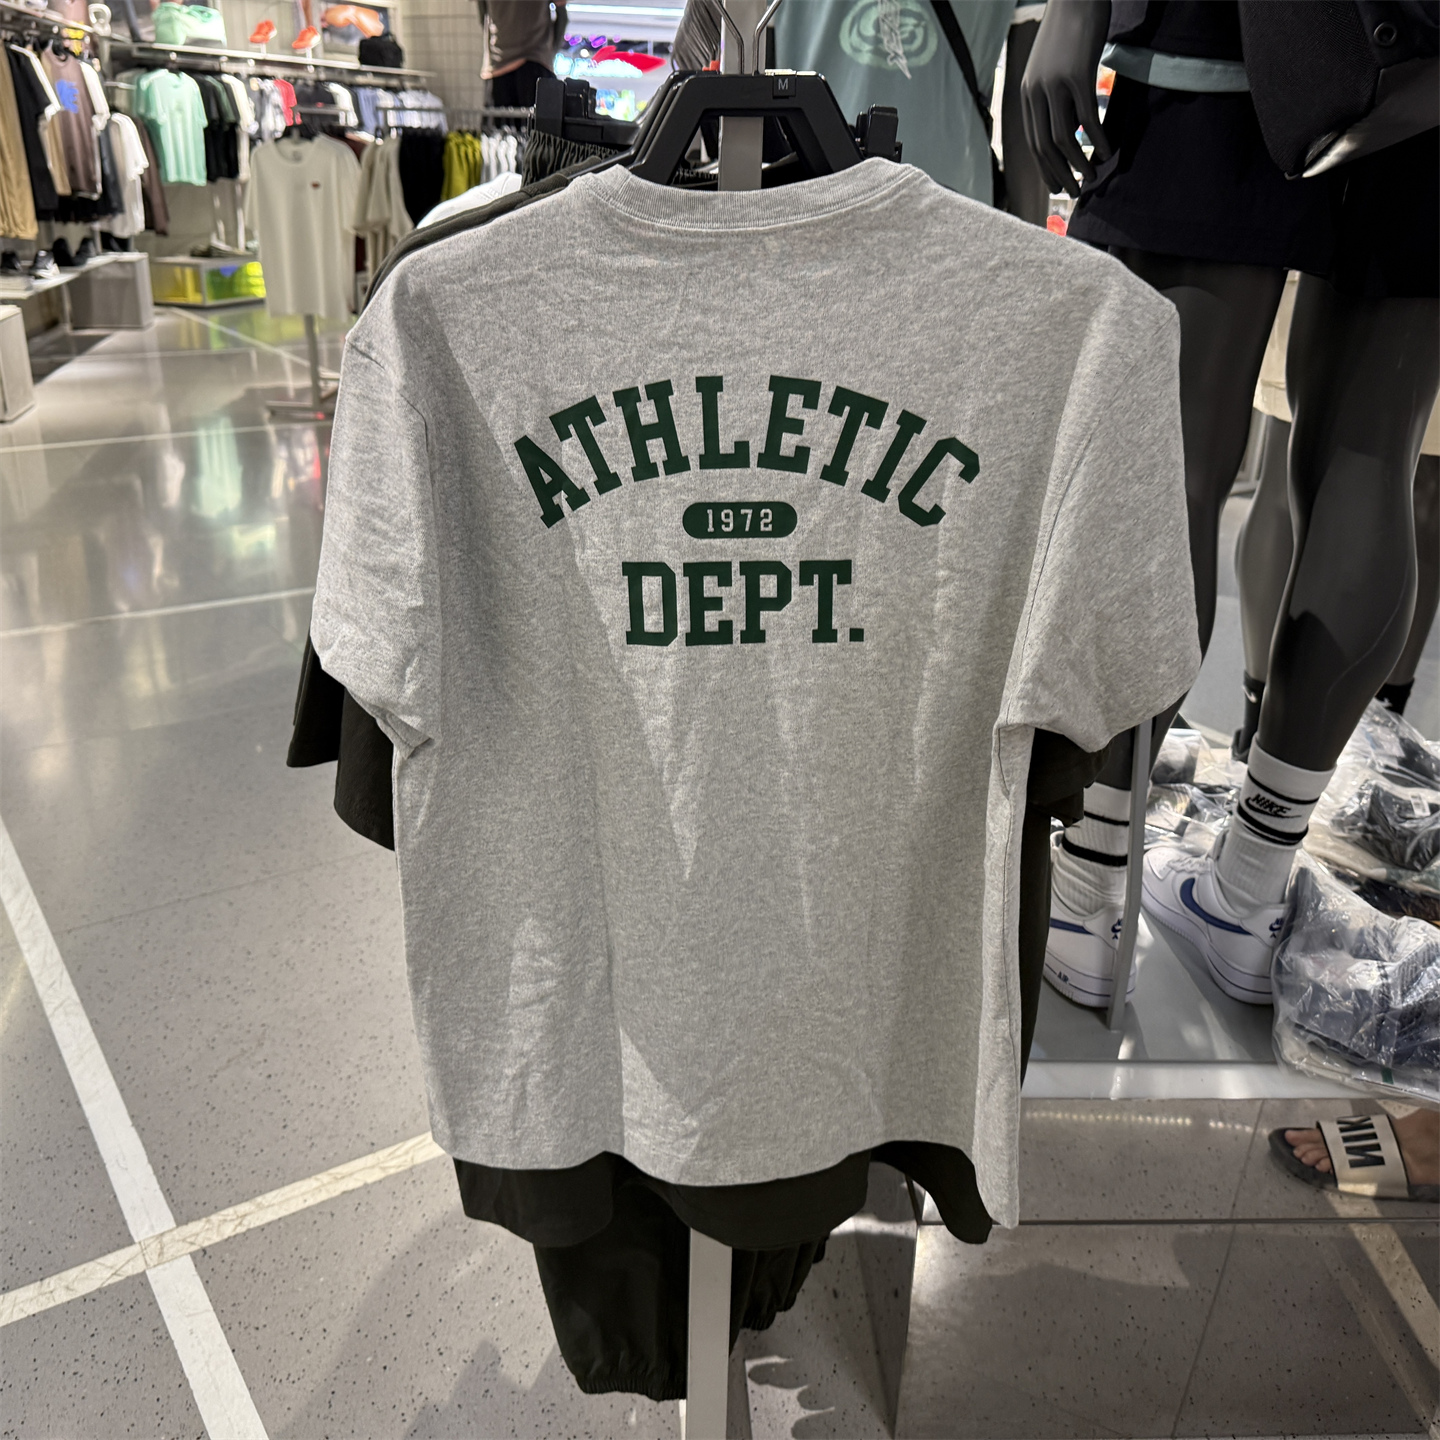 M
ATHLETIC
1972
DEPT.
NIKE
NIK